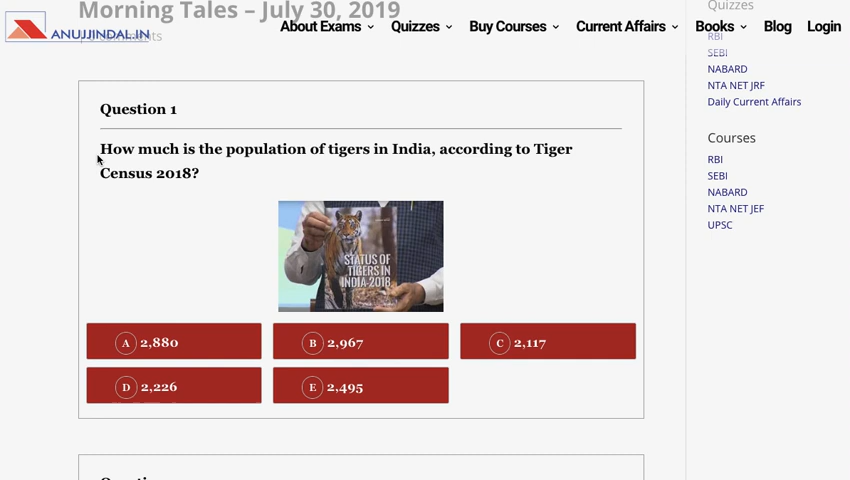 Morning Tales – July 30, 2019
About Exams Quizzes Buy Courses Current Affairs Books Blog Login
ANUJJINDAL.IN
Question 1
How much is the population of tigers in India, according to Tiger
Census 2018?
STATUS OF
TIGERS IN
INDIA-2018
A 2,880
B 2,967
C 2,117
D 2,226
E 2,495
Quizzes
RBI
SEBI
NABARD
NTA NET JRF
Daily Current Affairs
Courses
RBI
SEBI
NABARD
NTA NET JEF
UPSC